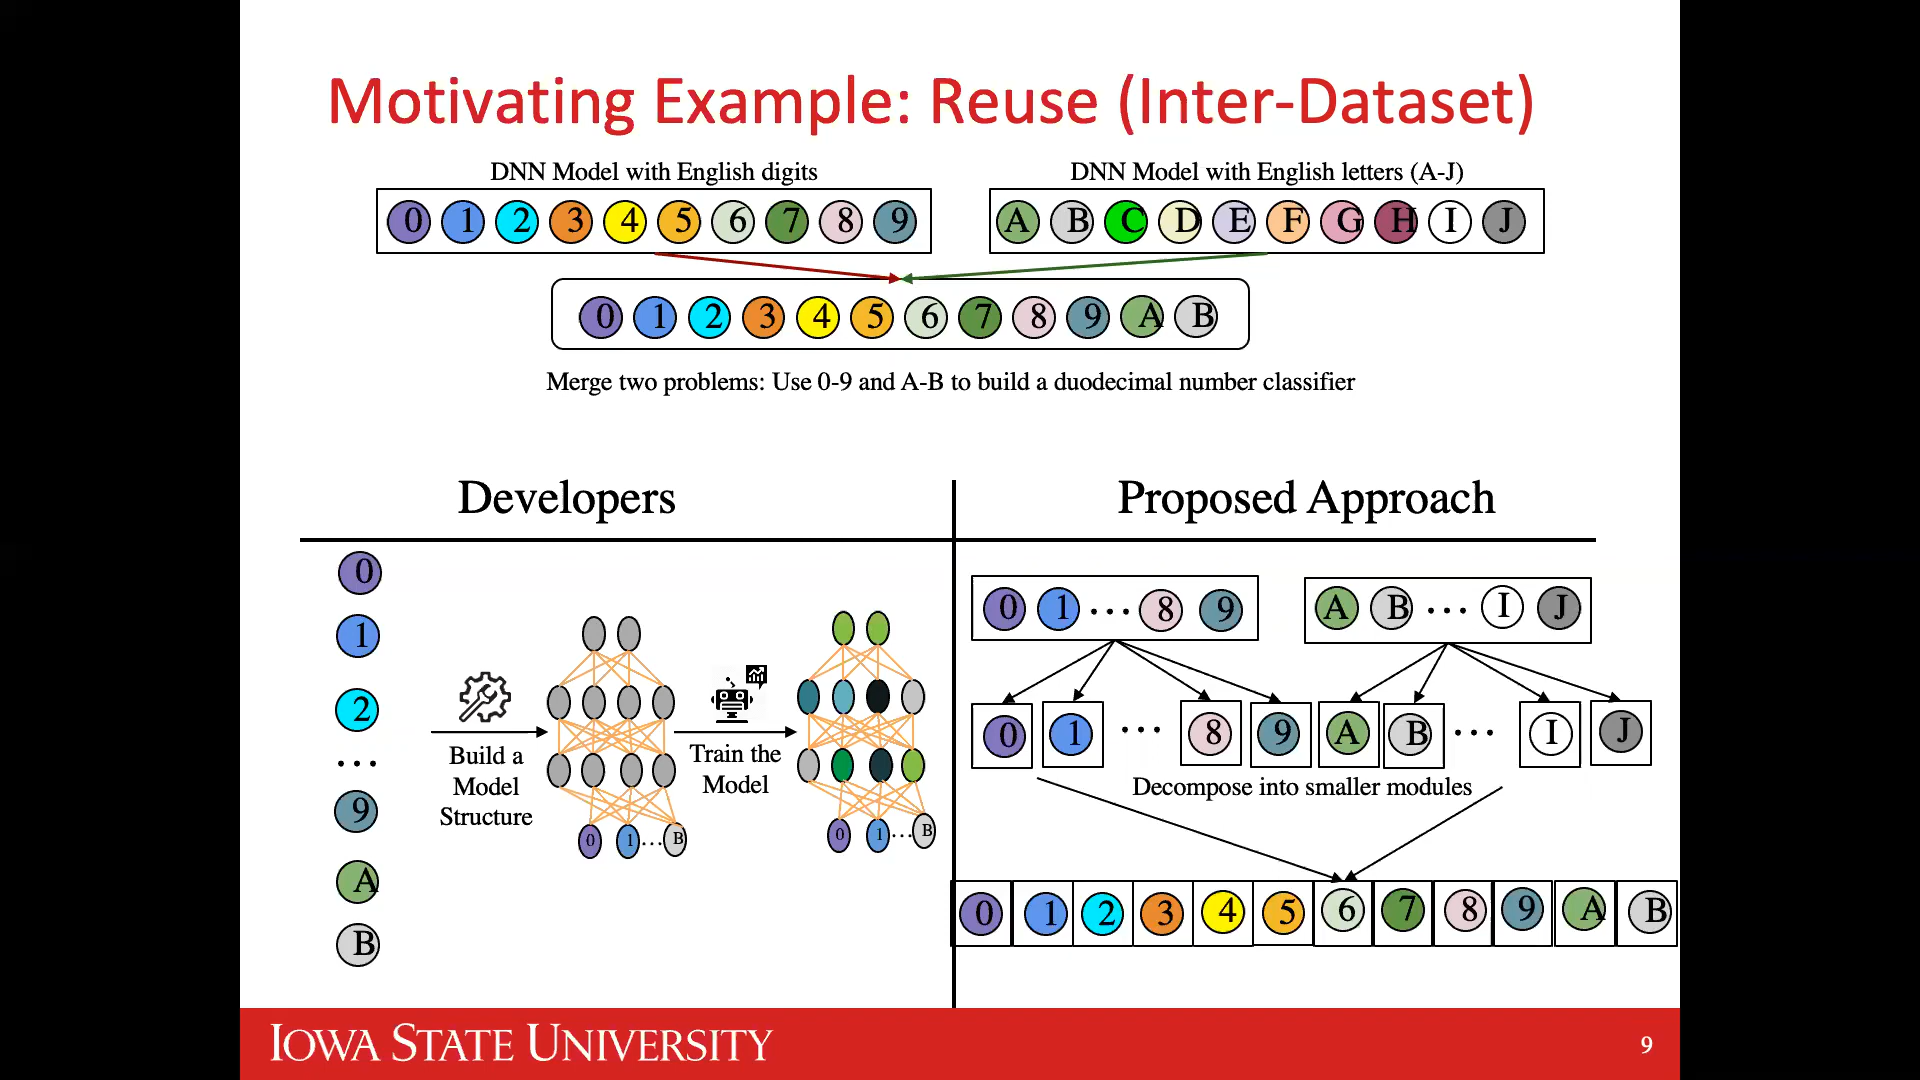 Motivating Example: Reuse (Inter-Dataset)
DNN Model with English digits
0 1 2 3 4 5 6 7 8 9
DNN Model with English letters (A-J)
A B C D E F G H I J
0 1 2 3 4 5 6 7 8 9 A B
Merge two problems: Use 0-9 and A-B to build a duodecimal number classifier
Developers
0
1
2
...
9
A
B
Build a
Model
Structure
0 1 ... B
Train the
Model
0 1 ... B
Proposed Approach
0 1 ... 8 9
A B ... I J
0 1 ... 8 9 A B ... I J
Decompose into smaller modules
0 1 2 3 4 5 6 7 8 9 A B
IOWA STATE UNIVERSITY
9